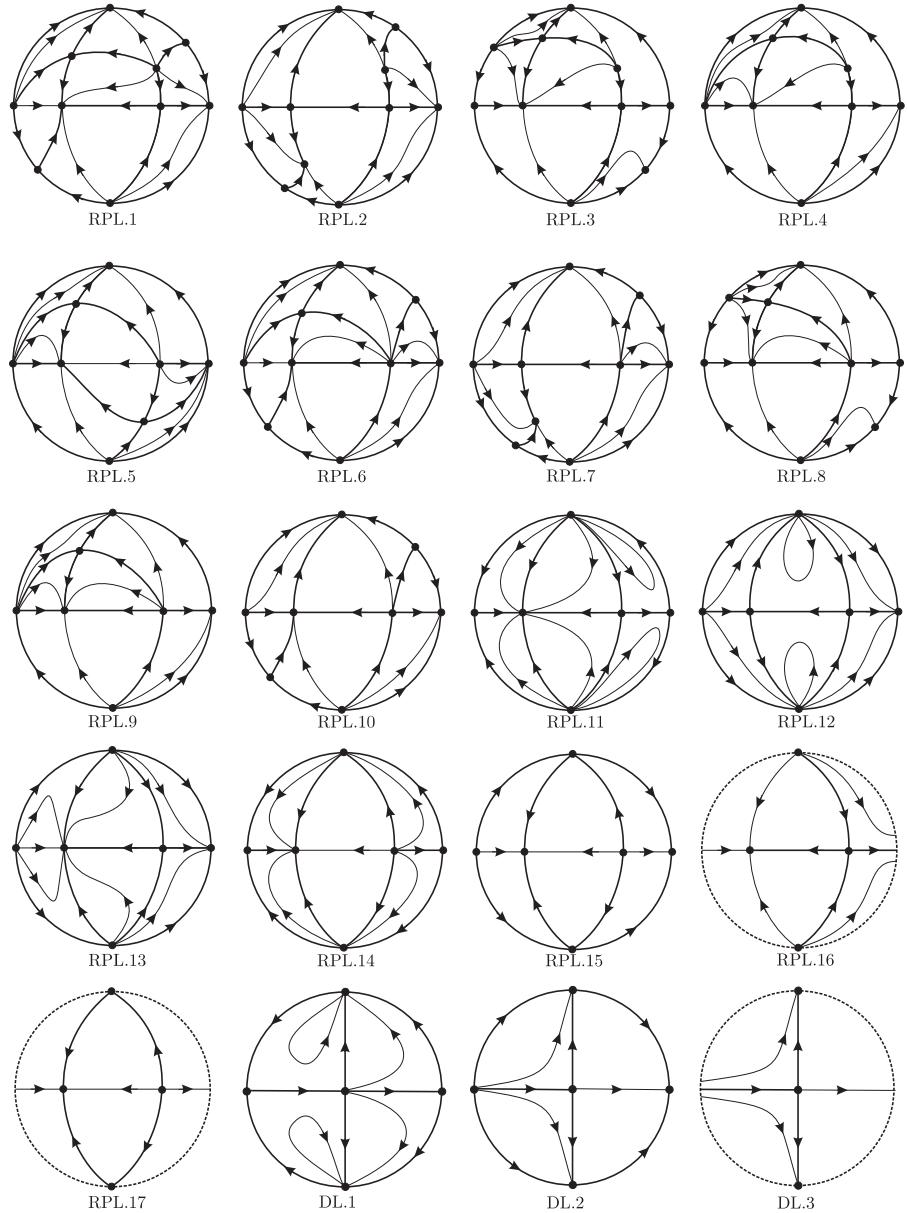 RPL.1 RPL.2 RPL.3 RPL.4
RPL.5 RPL.6 RPL.7 RPL.8
RPL.9 RPL.10 RPL.11 RPL.12
RPL.13 RPL.14 RPL.15 RPL.16
RPL.17 DL.1 DL.2 DL.3